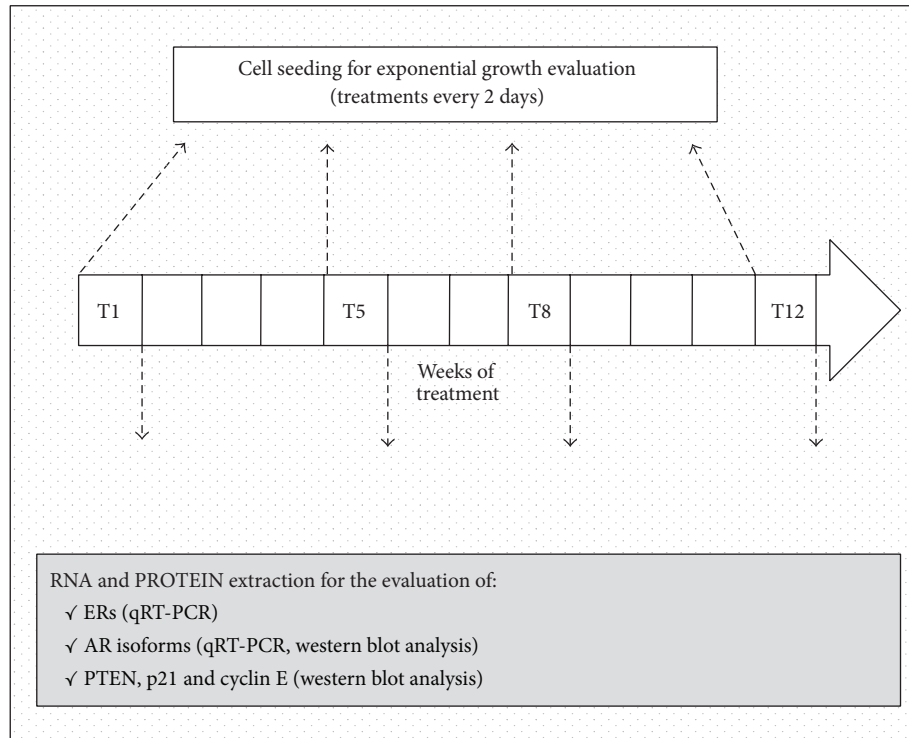 Cell seeding for exponential growth evaluation
(treatments every 2 days)
T1
T5
T8
T12
Weeks of
treatment
RNA and PROTEIN extraction for the evaluation of:
✓ ERs (qRT-PCR)
✓ AR isoforms (qRT-PCR, western blot analysis)
✓ PTEN, p21 and cyclin E (western blot analysis)